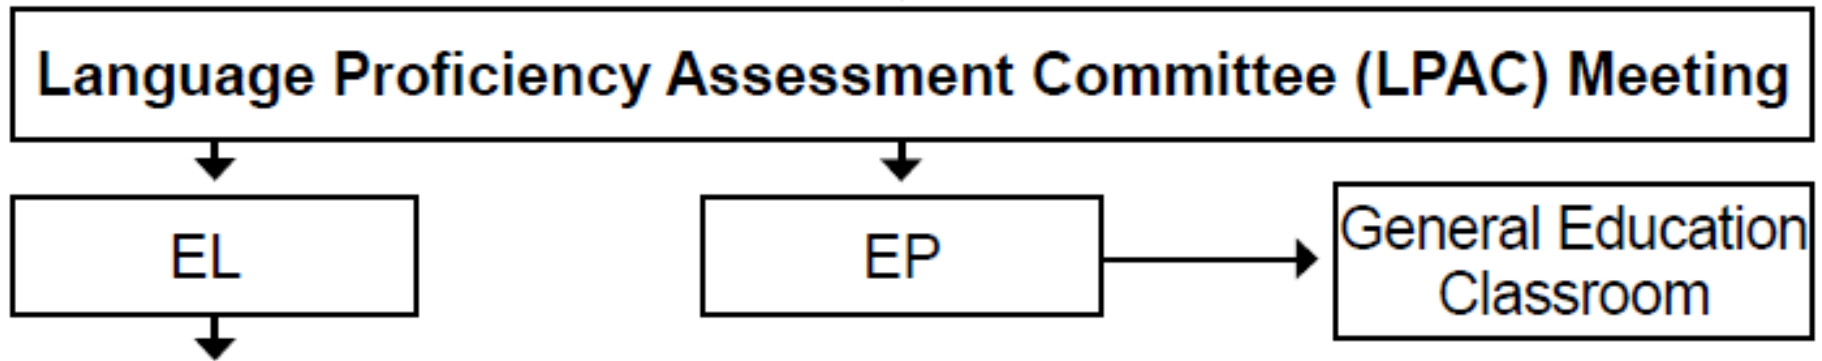 Language Proficiency Assessment Committee (LPAC) Meeting
EL
EP
General Education
Classroom